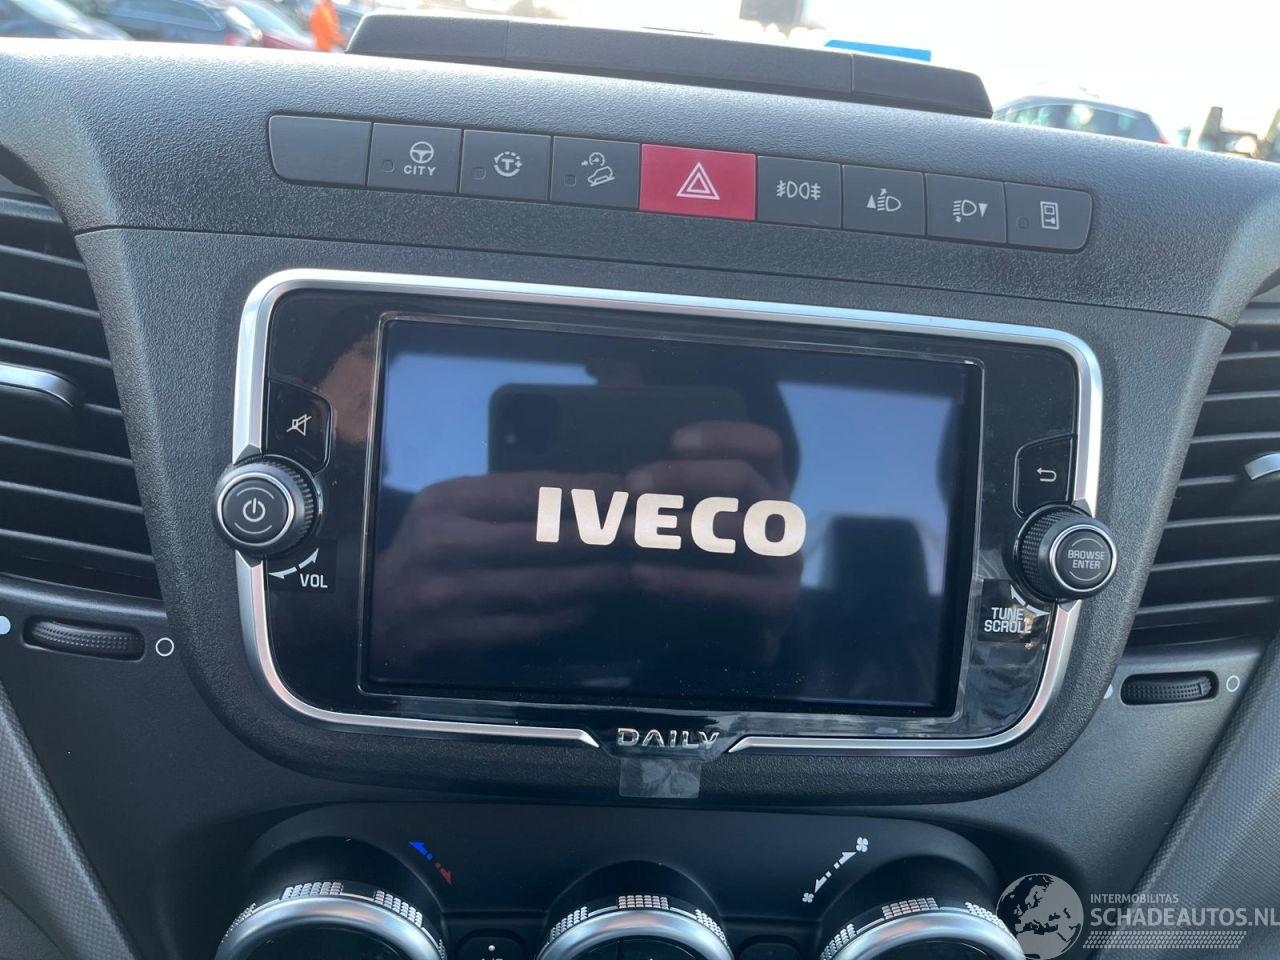 CITY
IVECO
VOL
BROWSE
ENTER
TUNE
SCROLL
DAILY
INTERMOBILITAS
SCHADEAUTOS.NL